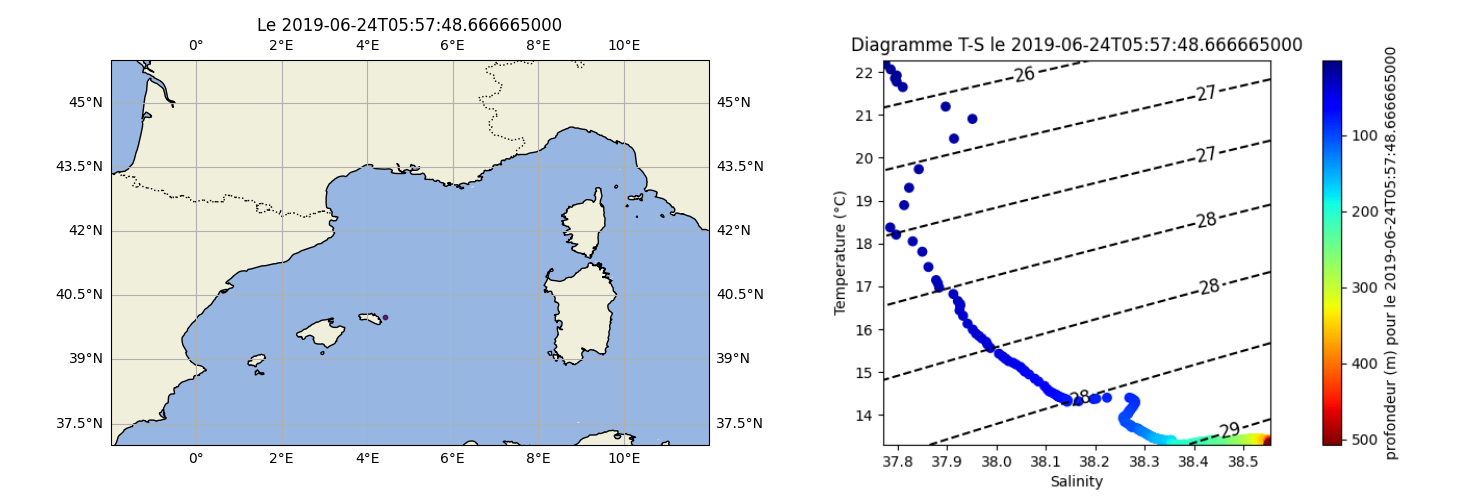 Le 2019-06-24T05:57:48.666665000
0° 2°E 4°E 6°E 8°E 10°E
45°N 45°N
43.5°N 43.5°N
42°N 42°N
40.5°N 40.5°N
39°N 39°N
37.5°N 37.5°N
0° 2°E 4°E 6°E 8°E 10°E
Diagramme T-S le 2019-06-24T05:57:48.666665000
Temperature (°C)
22
21
20
19
18
17
16
15
14
26
27
27
28
28
28
29
37.8 37.9 38.0 38.1 38.2 38.3 38.4 38.5
Salinity
100
200
300
400
500
profondeur (m) pour le 2019-06-24T05:57:48.666665000